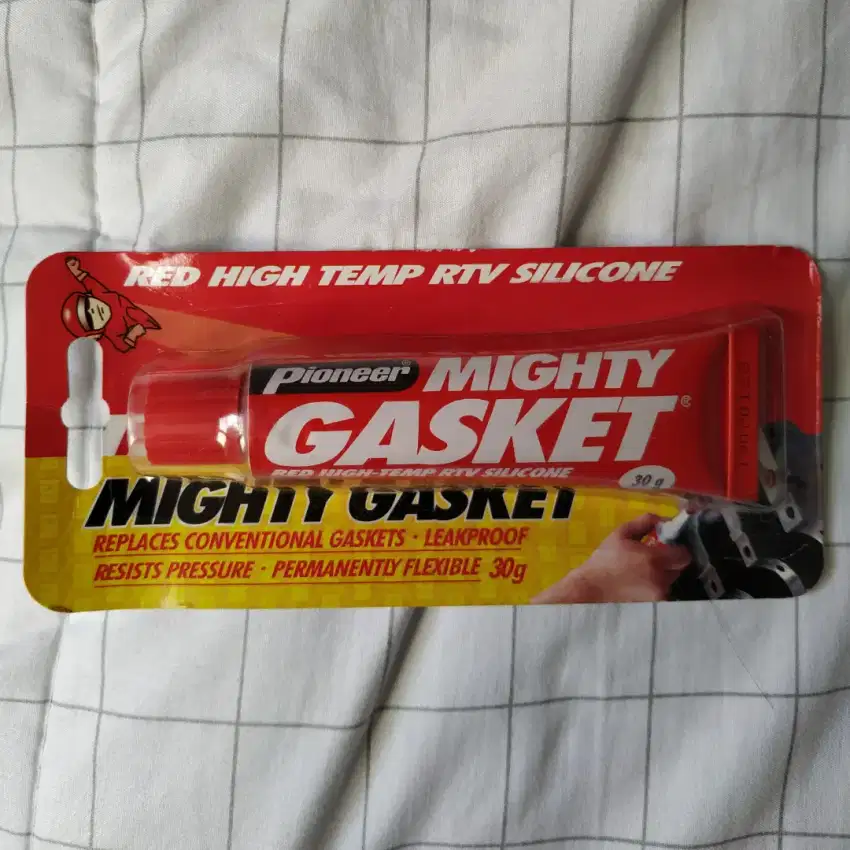 RED HIGH TEMP RTV SILICONE
Pioneer® MIGHTY
GASKET®
RED HIGH-TEMP RTV SILICONE
30 g
MIGHTY GASKET
REPLACES CONVENTIONAL GASKETS · LEAKPROOF
RESISTS PRESSURE · PERMANENTLY FLEXIBLE 30g